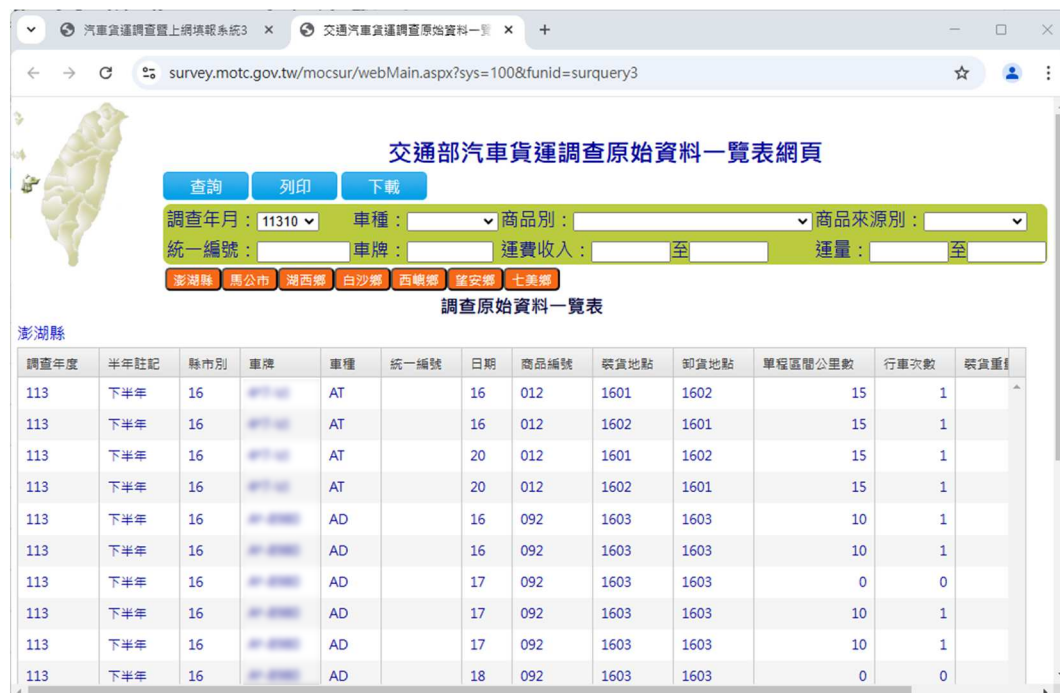 汽車貨運調查暨上網填報系統3
交通汽車貨運調查原始資料一
survey.motc.gov.tw/mocsur/webMain.aspx?sys=100&funid=surquery3
交通部汽車貨運調查原始資料一覽表網頁
查詢 列印 下載
調查年月：11310 車種： 商品別： 商品來源別：
統一編號： 車牌： 運費收入： 至 運量： 至
澎湖縣 馬公市 湖西鄉 白沙鄉 西嶼鄉 望安鄉 七美鄉
調查原始資料一覽表
澎湖縣
調查年度 半年註記 縣市別 車牌 車種 統一編號 日期 商品編號 裝貨地點 卸貨地點 單程區間公里數 行車次數 裝貨重
113 下半年 16 AT 16 012 1601 1602 15 1
113 下半年 16 AT 16 012 1602 1601 15 1
113 下半年 16 AT 20 012 1601 1602 15 1
113 下半年 16 AT 20 012 1602 1601 15 1
113 下半年 16 AD 16 092 1603 1603 10 1
113 下半年 16 AD 16 092 1603 1603 10 1
113 下半年 16 AD 17 092 1603 1603 0 0
113 下半年 16 AD 17 092 1603 1603 10 1
113 下半年 16 AD 17 092 1603 1603 10 1
113 下半年 16 AD 18 092 1603 1603 0 0